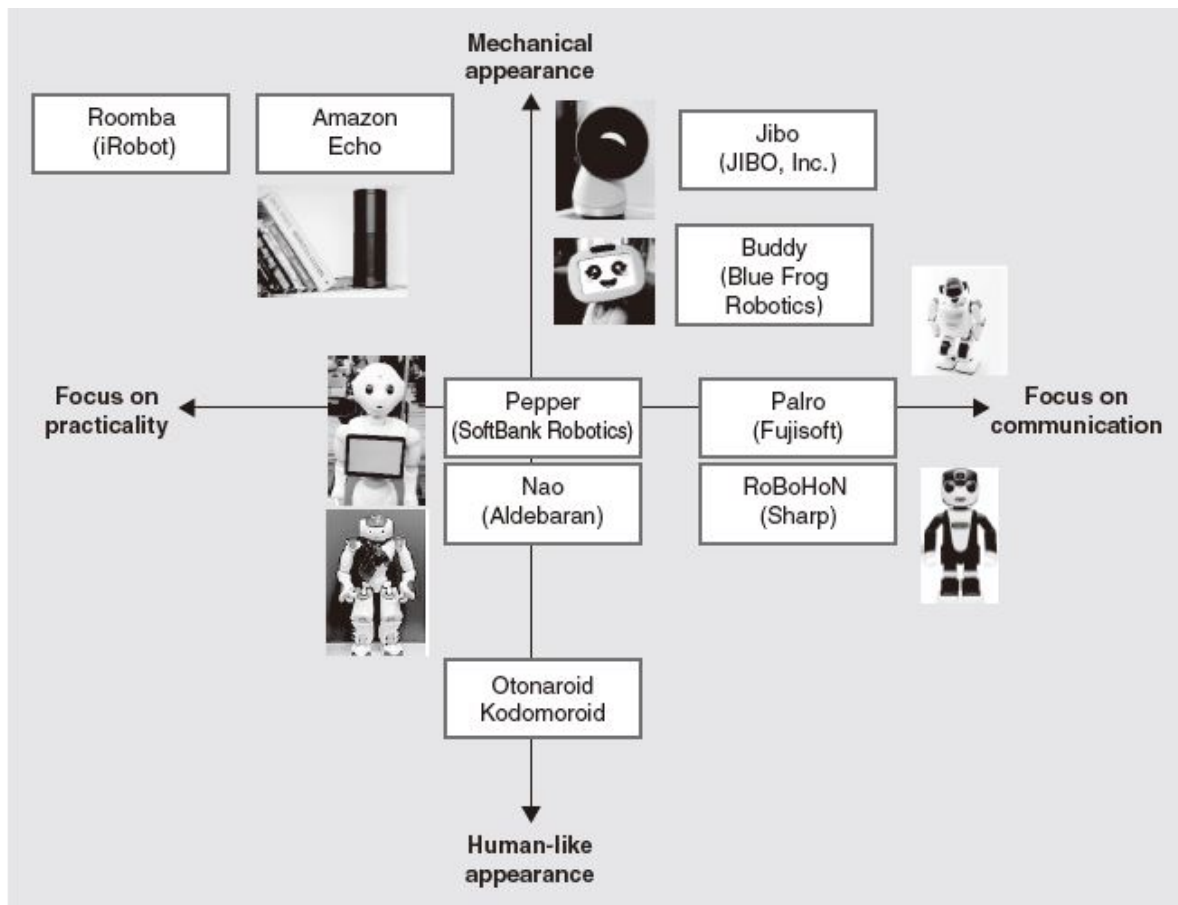 Mechanical
appearance
Roomba
(iRobot)
Amazon
Echo
Jibo
(JIBO, Inc.)
Buddy
(Blue Frog
Robotics)
Focus on
practicality
Pepper
(SoftBank Robotics)
Palro
(Fujisoft)
Focus on
communication
Nao
(Aldebaran)
RoBoHoN
(Sharp)
Otonaroid
Kodomoroid
Human-like
appearance